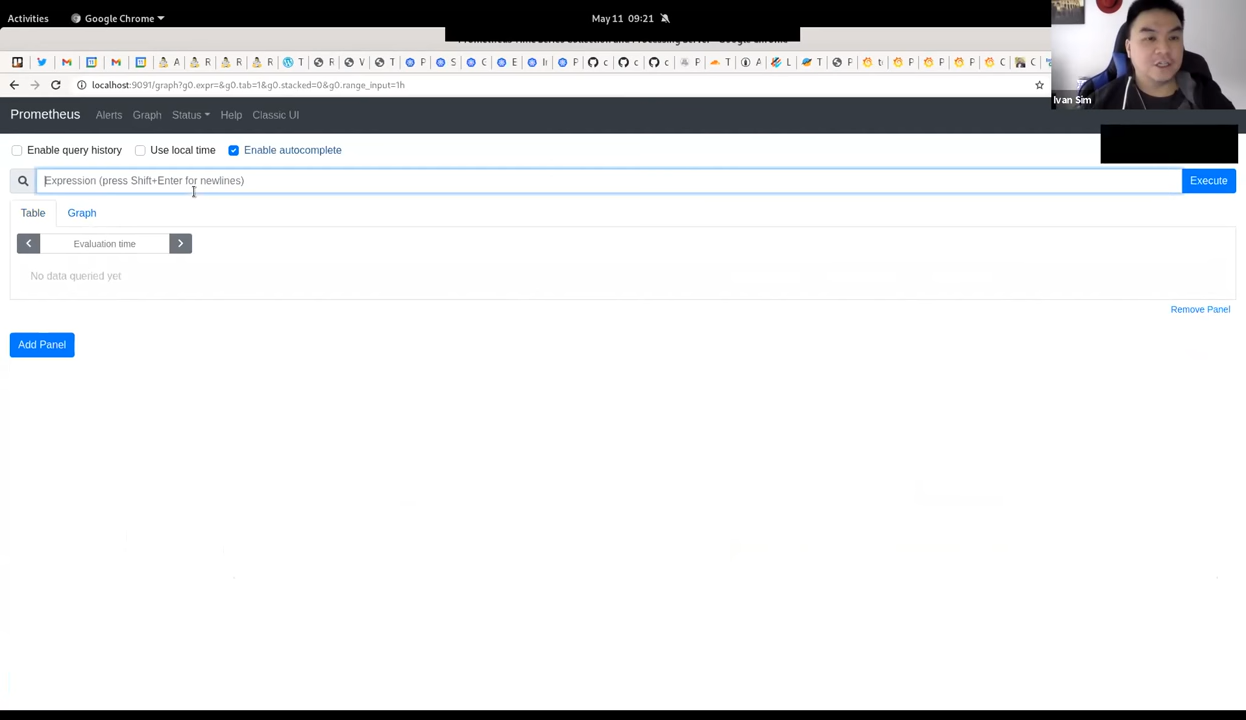 Activities Google Chrome May 11 09:21
A R R R R T R W T P S C E I P c c c P T A L T P t P C C C T C
localhost:9091/graph?g0.expr=&g0.tab=1&g0.stacked=0&g0.range_input=1h
Ivan Sim
Prometheus Alerts Graph Status Help Classic UI
Enable query history Use local time Enable autocomplete
Expression (press Shift+Enter for newlines) Execute
Table Graph
Evaluation time
No data queried yet
Remove Panel
Add Panel